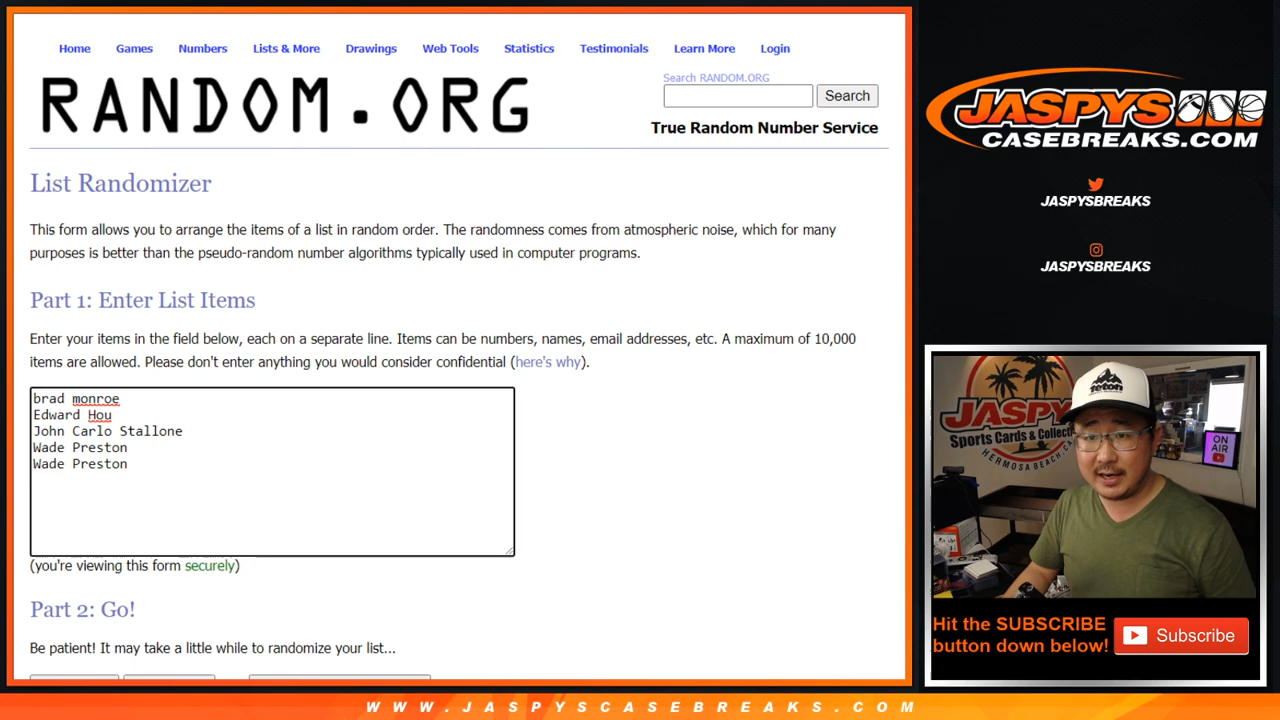 Home Games Numbers Lists & More Drawings Web Tools Statistics Testimonials Learn More Login
RANDOM.ORG
Search RANDOM.ORG
Search
True Random Number Service
List Randomizer
This form allows you to arrange the items of a list in random order. The randomness comes from atmospheric noise, which for many
purposes is better than the pseudo-random number algorithms typically used in computer programs.
Part 1: Enter List Items
Enter your items in the field below, each on a separate line. Items can be numbers, names, email addresses, etc. A maximum of 10,000
items are allowed. Please don't enter anything you would consider confidential (here's why).
brad monroe
Edward Hou
John Carlo Stallone
Wade Preston
Wade Preston
(you're viewing this form securely)
Part 2: Go!
Be patient! It may take a little while to randomize your list...
JASPYS
CASEBREAKS.COM
JASPYSBREAKS
JASPYSBREAKS
JASPY
Sports Cards & Collecti
HERMOSA BEACH, CA
teton
ON
AIR
Hit the SUBSCRIBE
button down below!
Subscribe
WWW.JASPYSCASEBREAKS.COM